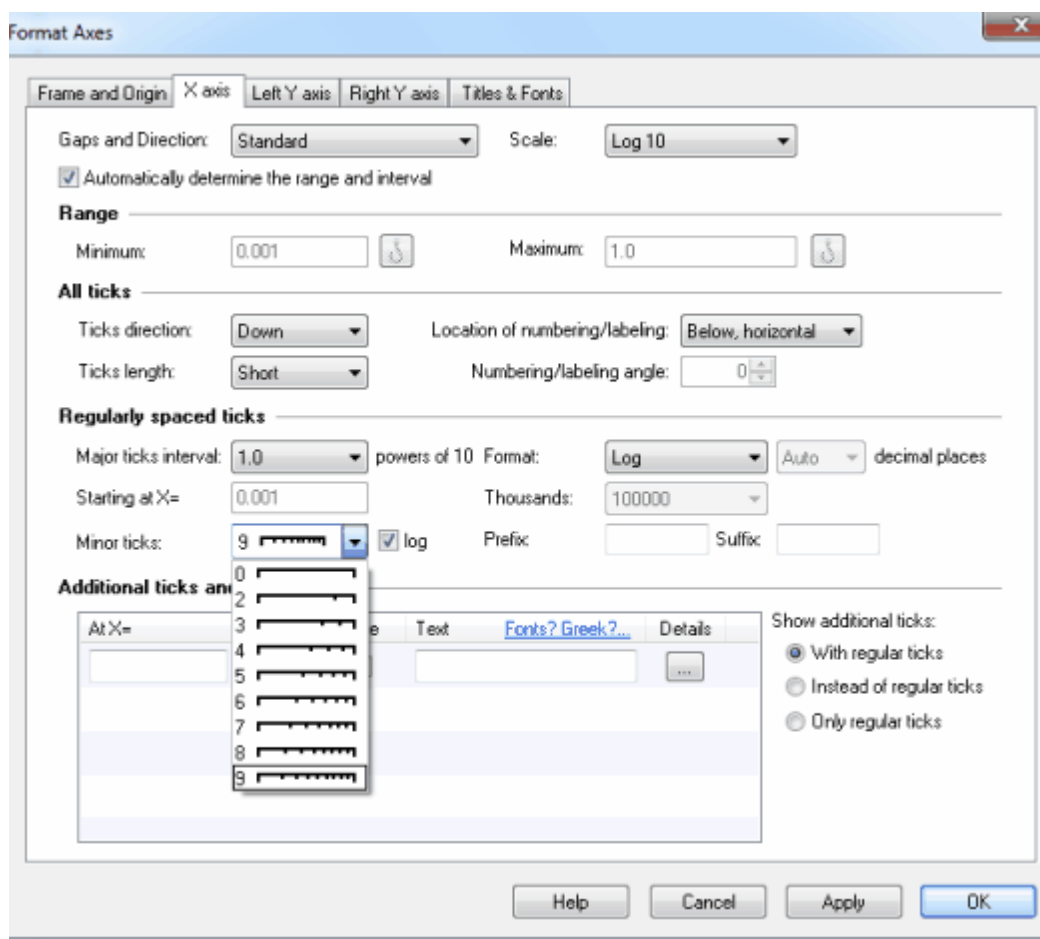 Format Axes
Frame and Origin X axis Left Y axis Right Y axis Titles & Fonts
Gaps and Direction: Standard Scale: Log 10
Automatically determine the range and interval
Range
Minimum: 0.001 Maximum: 1.0
All ticks
Ticks direction: Down Location of numbering/labeling: Below, horizontal
Ticks length: Short Numbering/labeling angle: 0
Regularly spaced ticks
Major ticks interval: 1.0 powers of 10 Format: Log Auto decimal places
Starting at X= 0.001 Thousands: 100000
Minor ticks: 9 log Prefix: Suffix:
0
Additional ticks an
2
At X= e Text Fonts? Greek?... Details Show additional ticks:
3
4 With regular ticks
5 ...
6 Instead of regular ticks
7 Only regular ticks
8
9
Help Cancel Apply OK